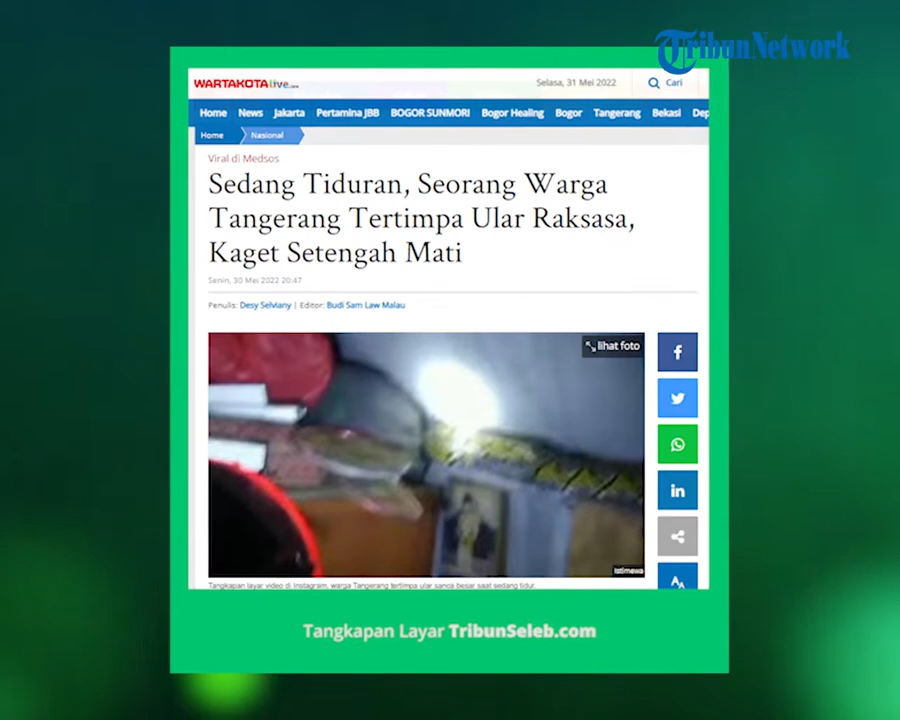 TribunNetwork
WARTAKOTAlive.com
Selasa, 31 Mei 2022
Cari
Home News Jakarta Pertamina JBB BOGOR SUNMORI Bogor Healing Bogor Tangerang Bekasi Dep
Home Nasional
Viral di Medsos
Sedang Tiduran, Seorang Warga
Tangerang Tertimpa Ular Raksasa,
Kaget Setengah Mati
Senin, 30 Mei 2022 20:47
Penulis: Desy Selviany | Editor: Budi Sam Law Malau
lihat foto
Istimewa
Tangkapan layar video di Instagram, warga Tangerang tertimpa ular sanca besar saat sedang tidur.
AA
Tangkapan Layar TribunSeleb.com